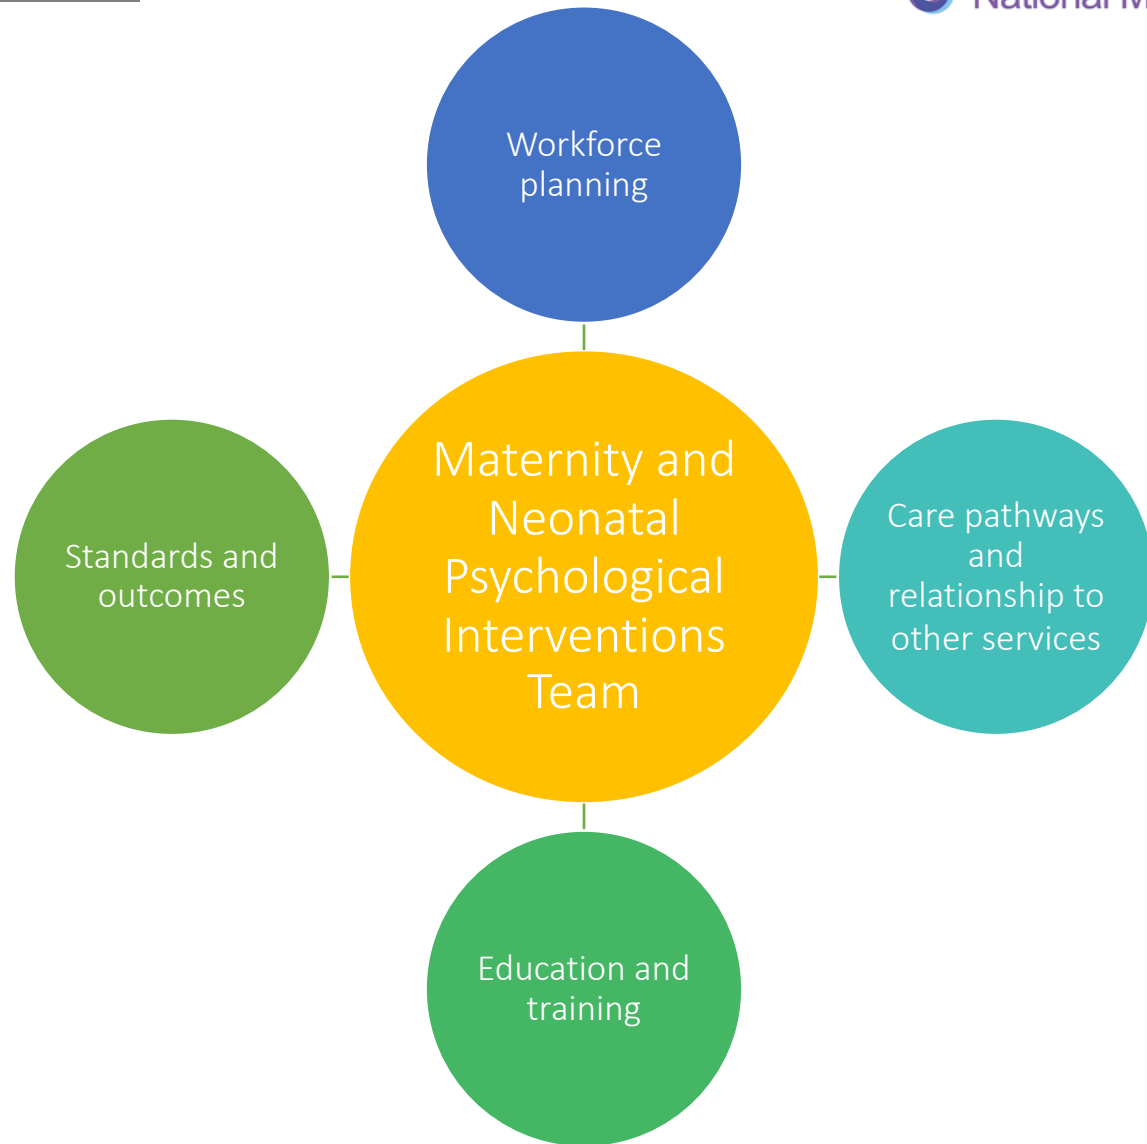 National M
Workforce
planning
Maternity and
Neonatal
Psychological
Interventions
Team
Standards and
outcomes
Care pathways
and
relationship to
other services
Education and
training